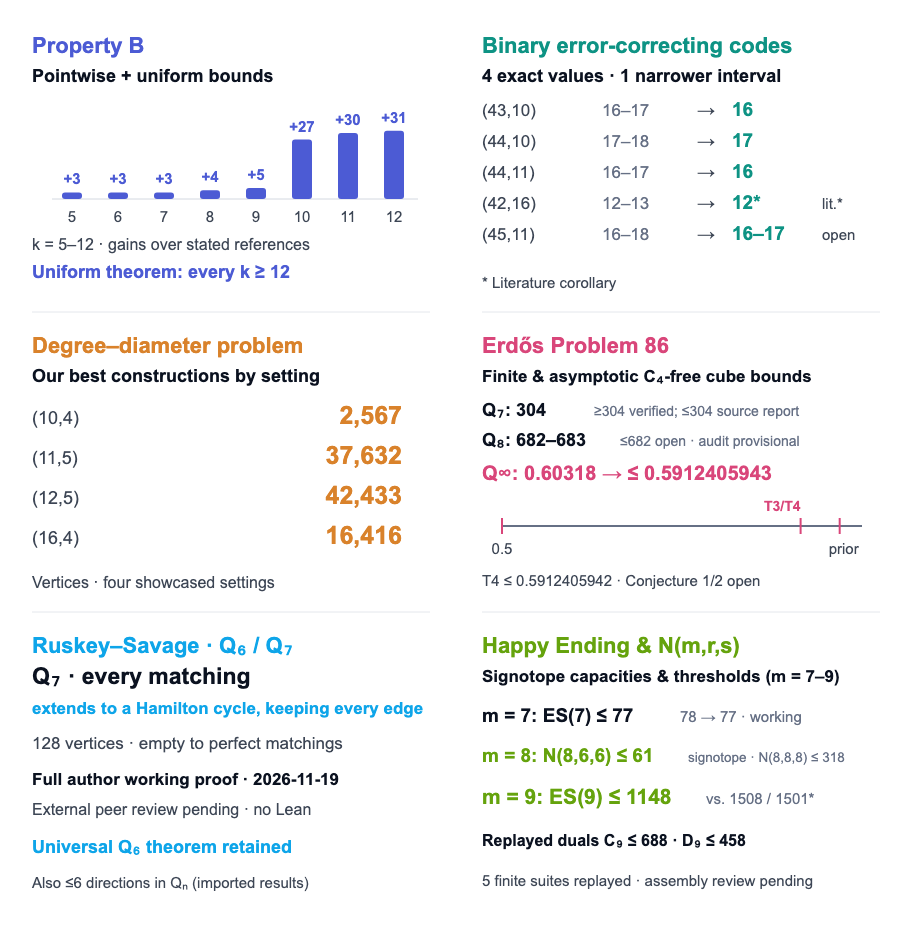 Property B
Pointwise + uniform bounds
+3 +3 +3 +4 +5 +27 +30 +31
5 6 7 8 9 10 11 12
k = 5–12 · gains over stated references
Uniform theorem: every k ≥ 12
Binary error-correcting codes
4 exact values · 1 narrower interval
(43,10) 16–17 → 16
(44,10) 17–18 → 17
(44,11) 16–17 → 16
(42,16) 12–13 → 12* lit.*
(45,11) 16–18 → 16–17 open
* Literature corollary
Degree–diameter problem
Our best constructions by setting
(10,4) 2,567
(11,5) 37,632
(12,5) 42,433
(16,4) 16,416
Vertices · four showcased settings
Erdős Problem 86
Finite & asymptotic C₄-free cube bounds
Q₇: 304 ≥304 verified; ≤304 source report
Q₈: 682–683 ≤682 open · audit provisional
Q∞: 0.60318 → ≤ 0.5912405943
T3/T4
0.5 prior
T4 ≤ 0.5912405942 · Conjecture 1/2 open
Ruskey–Savage · Q₆ / Q₇
Q₇ · every matching
extends to a Hamilton cycle, keeping every edge
128 vertices · empty to perfect matchings
Full author working proof · 2026-11-19
External peer review pending · no Lean
Universal Q₆ theorem retained
Also ≤6 directions in Qₙ (imported results)
Happy Ending & N(m,r,s)
Signotope capacities & thresholds (m = 7–9)
m = 7: ES(7) ≤ 77 78 → 77 · working
m = 8: N(8,6,6) ≤ 61 signotope · N(8,8,8) ≤ 318
m = 9: ES(9) ≤ 1148 vs. 1508 / 1501*
Replayed duals C₉ ≤ 688 · D₉ ≤ 458
5 finite suites replayed · assembly review pending